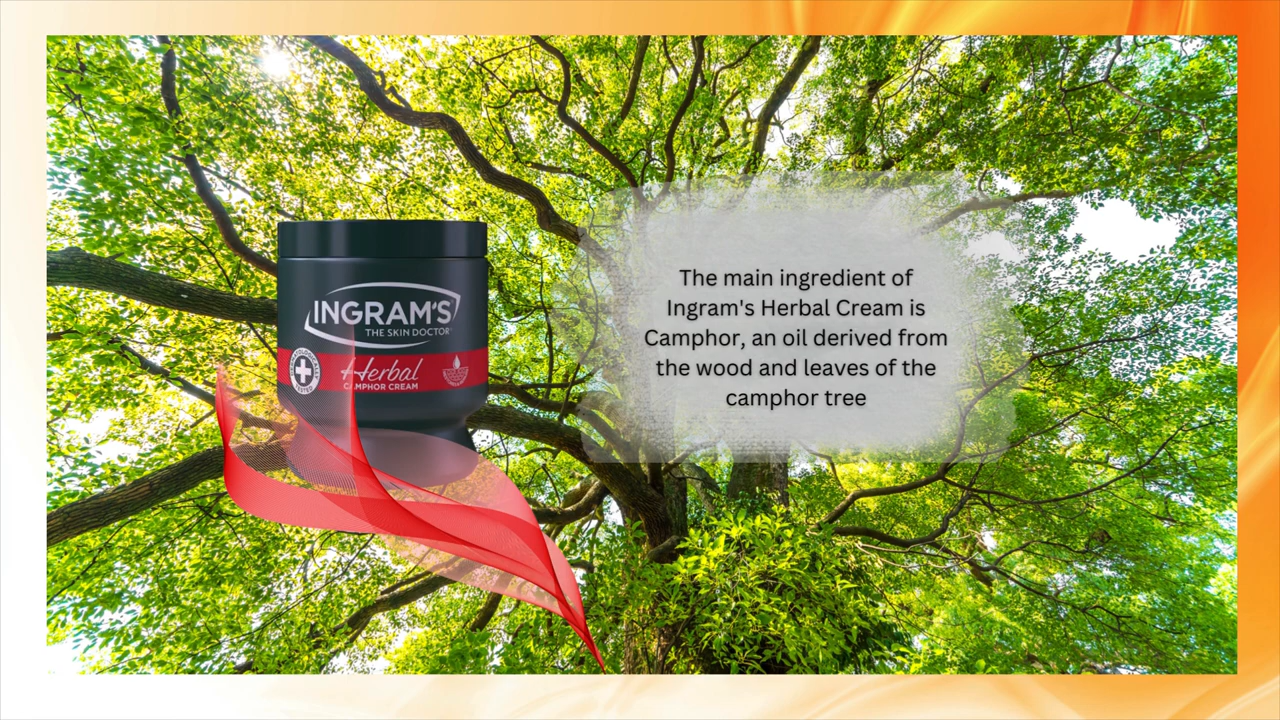 INGRAM'S
THE SKIN DOCTOR
Herbal
CAMPHOR CREAM
The main ingredient of
Ingram's Herbal Cream is
Camphor, an oil derived from
the wood and leaves of the
camphor tree